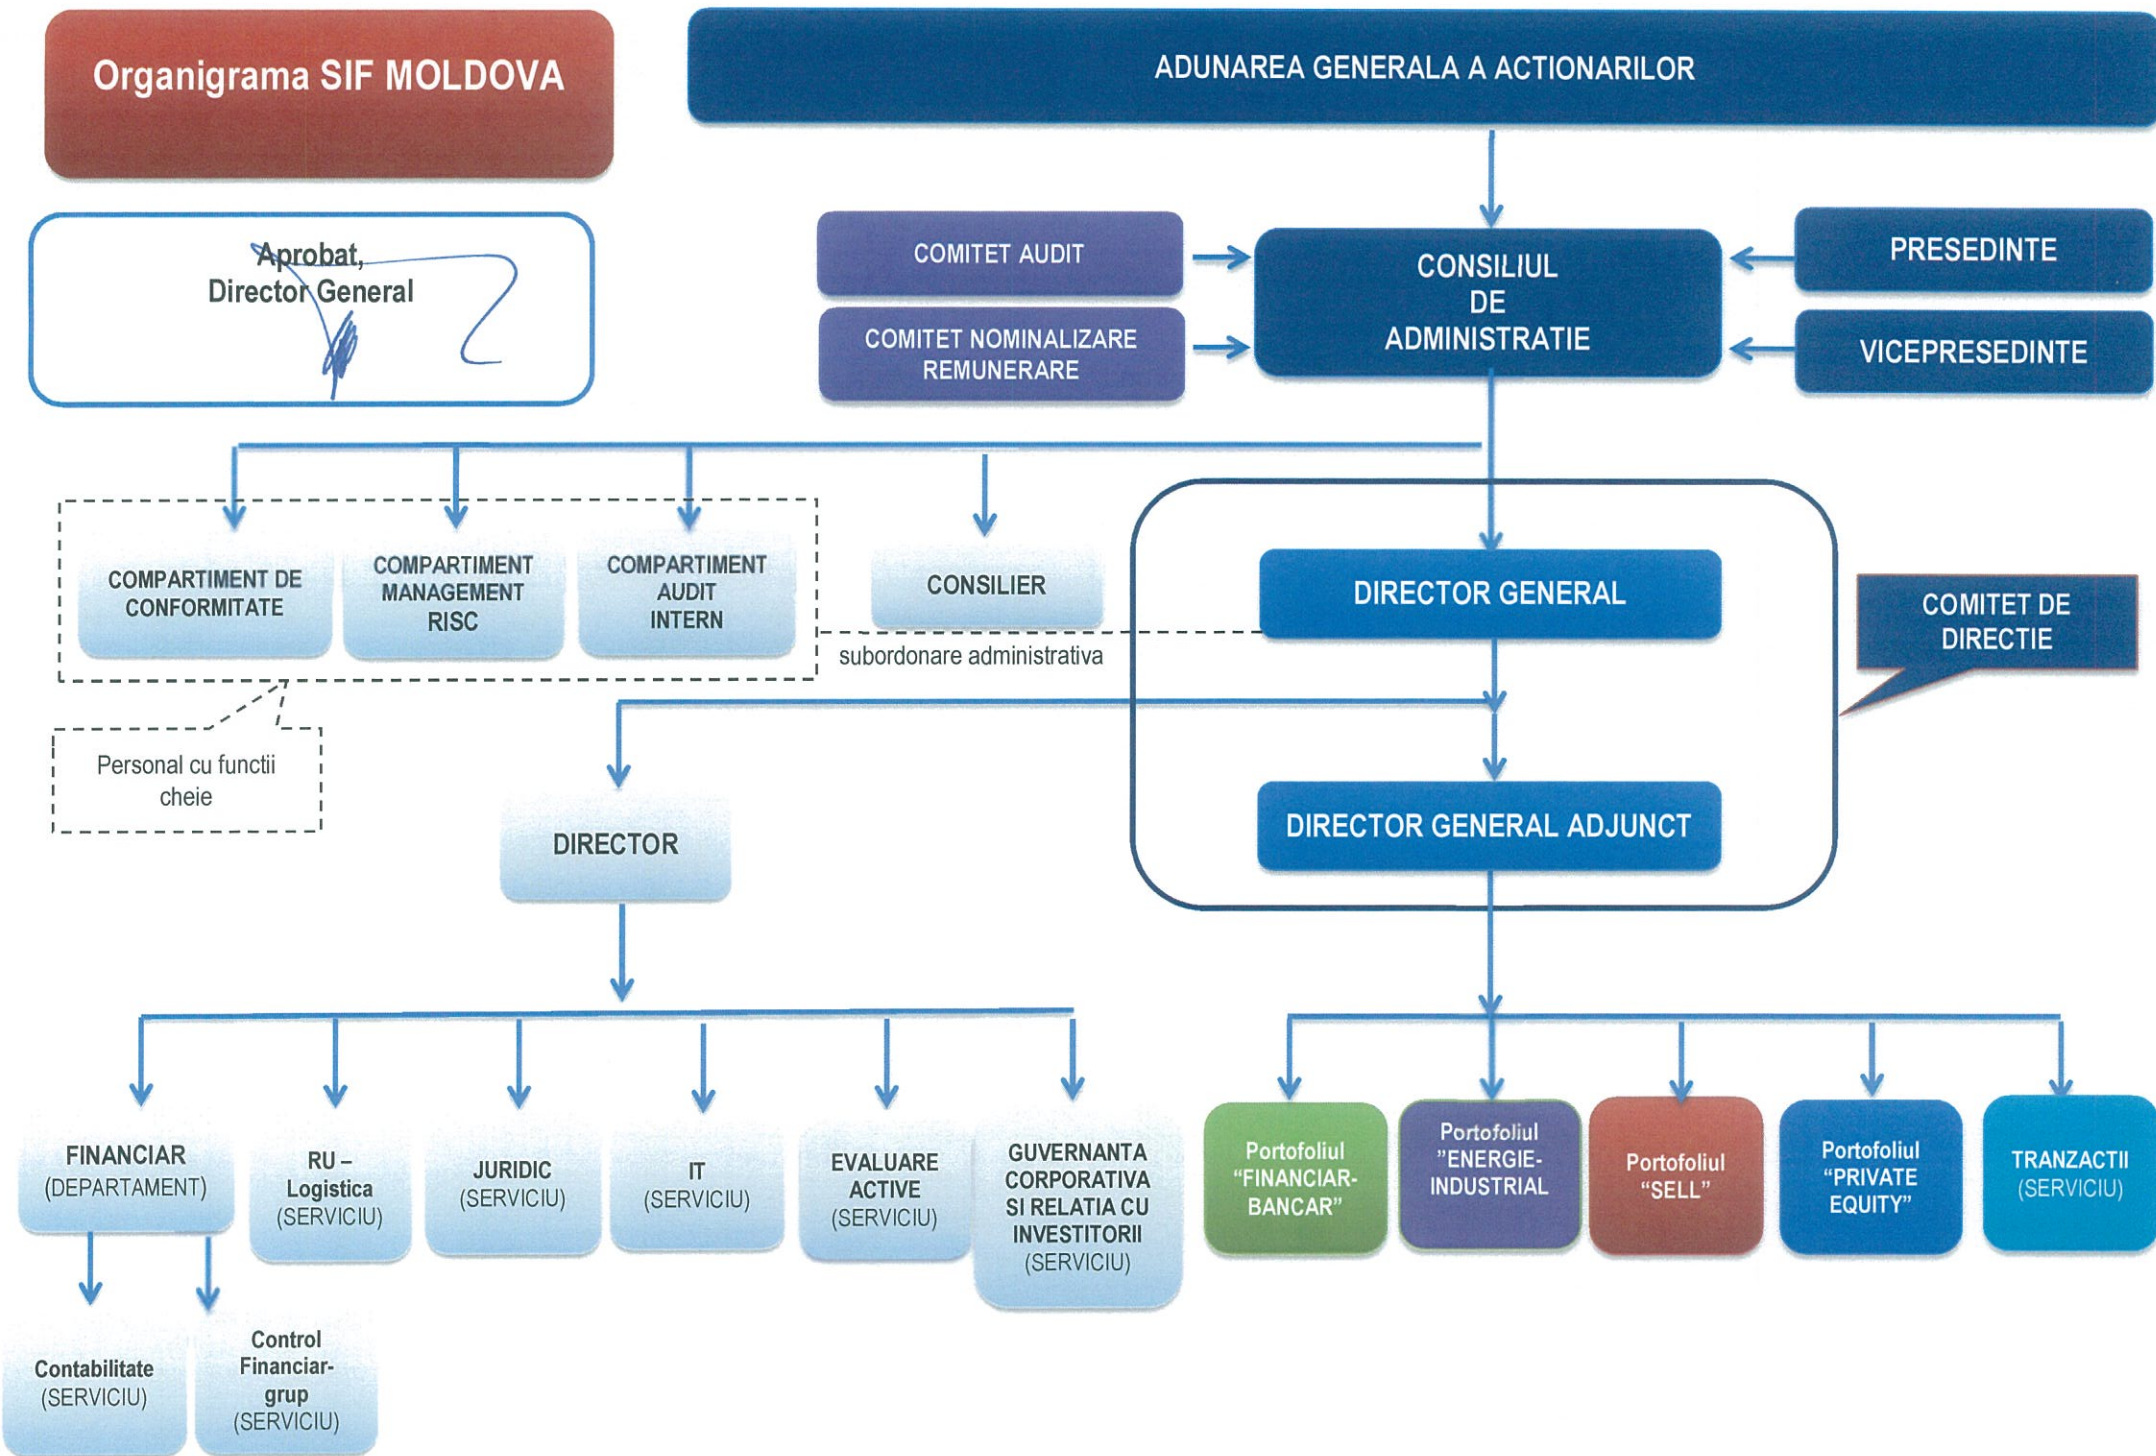 Organigrama SIF MOLDOVA
ADUNAREA GENERALA A ACTIONARILOR
Aprobat,
Director General
COMITET AUDIT
COMITET NOMINALIZARE
REMUNERARE
CONSILIUL
DE
ADMINISTRATIE
PRESEDINTE
VICEPRESEDINTE
COMPARTIMENT DE
CONFORMITATE
COMPARTIMENT
MANAGEMENT
RISC
COMPARTIMENT
AUDIT
INTERN
CONSILIER
DIRECTOR GENERAL
COMITET DE
DIRECTIE
subordonare administrativa
Personal cu functii
cheie
DIRECTOR
DIRECTOR GENERAL ADJUNCT
FINANCIAR
(DEPARTAMENT)
RU –
Logistica
(SERVICIU)
JURIDIC
(SERVICIU)
IT
(SERVICIU)
EVALUARE
ACTIVE
(SERVICIU)
GUVERNANTA
CORPORATIVA
SI RELATIA CU
INVESTITORII
(SERVICIU)
Portofoliul
“FINANCIAR-
BANCAR”
Portofoliul
”ENERGIE-
INDUSTRIAL
Portofoliul
“SELL”
Portofoliul
“PRIVATE
EQUITY”
TRANZACTII
(SERVICIU)
Contabilitate
(SERVICIU)
Control
Financiar-
grup
(SERVICIU)